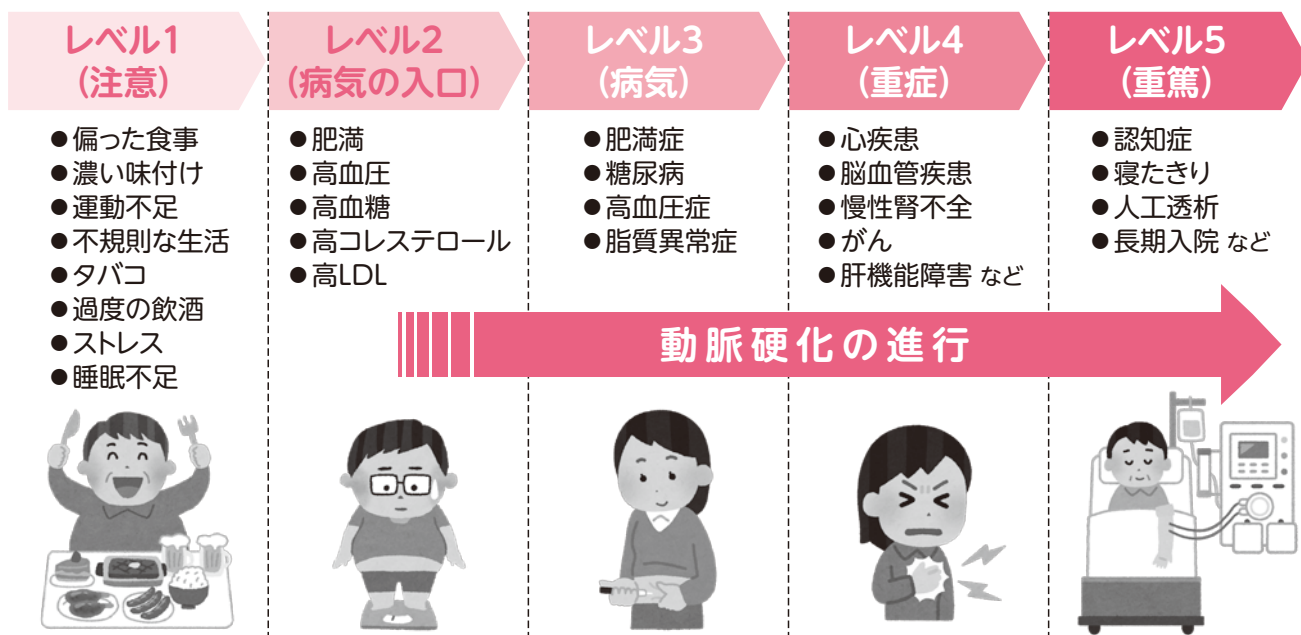 レベル1
(注意)
●偏った食事
●濃い味付け
●運動不足
●不規則な生活
●タバコ
●過度の飲酒
●ストレス
●睡眠不足
レベル2
(病気の入口)
●肥満
●高血圧
●高血糖
●高コレステロール
●高LDL
レベル3
(病気)
●肥満症
●糖尿病
●高血圧症
●脂質異常症
レベル4
(重症)
●心疾患
●脳血管疾患
●慢性腎不全
●がん
●肝機能障害 など
レベル5
(重篤)
●認知症
●寝たきり
●人工透析
●長期入院 など
動脈硬化の進行